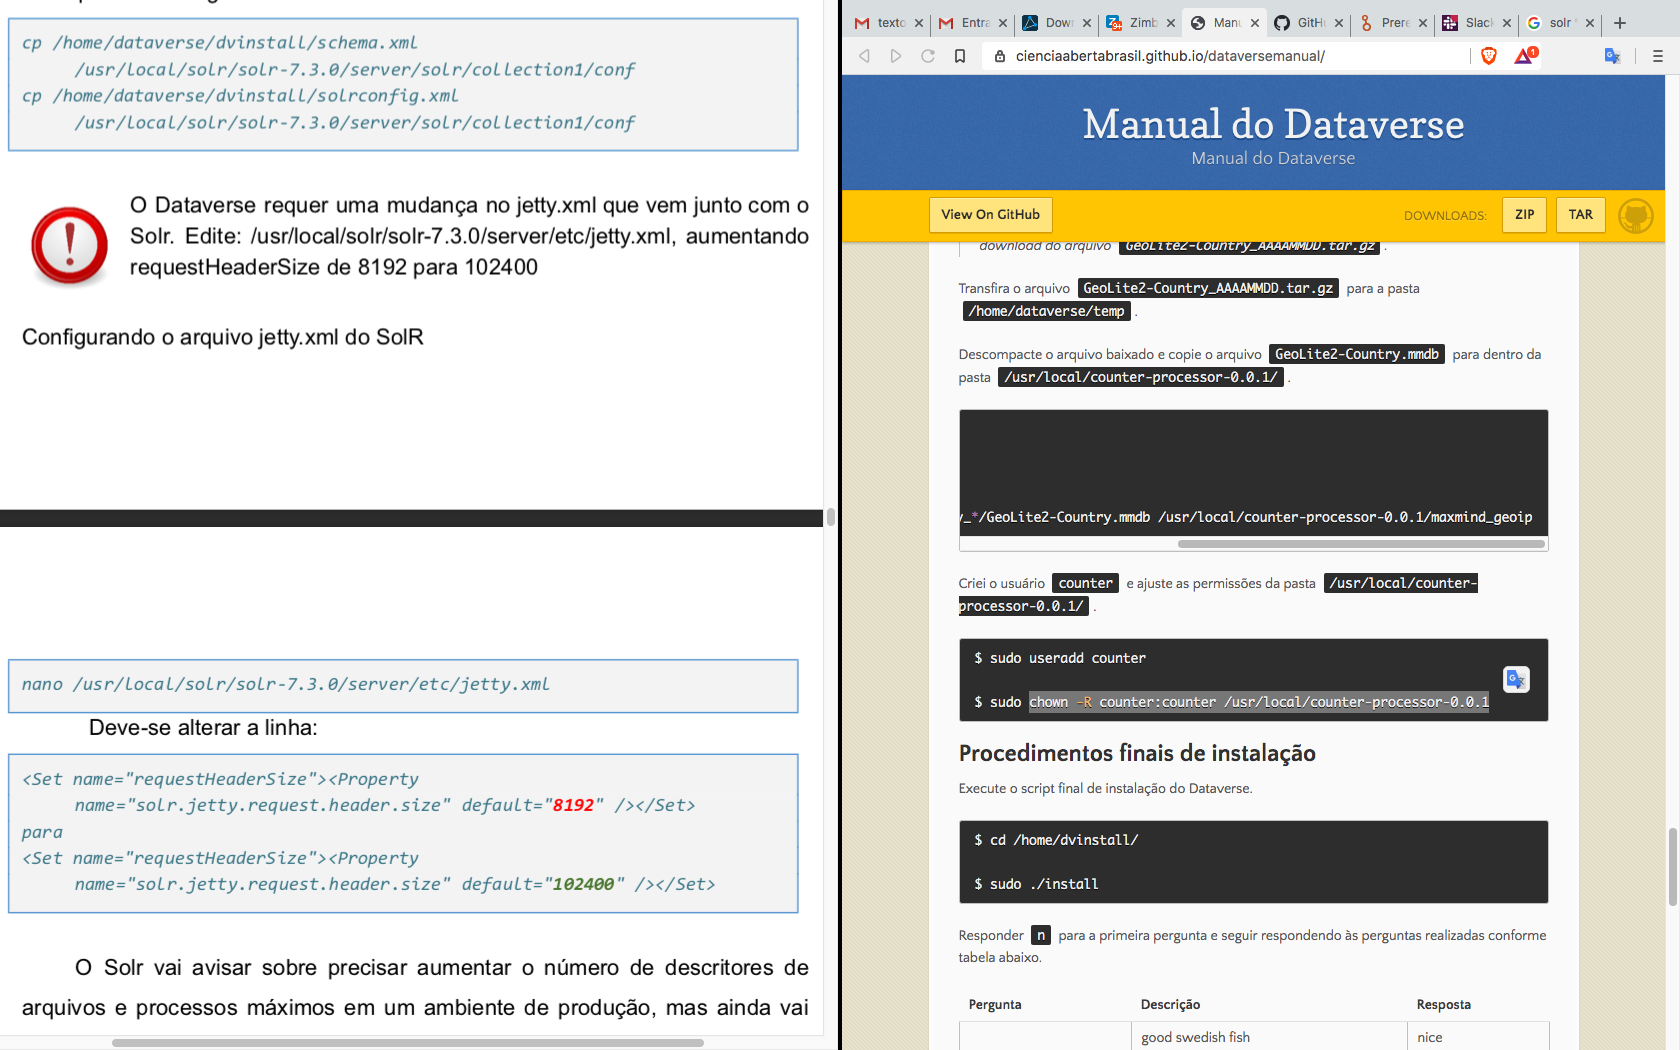 cp /home/dataverse/dvinstall/schema.xml
/usr/local/solr/solr-7.3.0/server/solr/collection1/conf
cp /home/dataverse/dvinstall/solrconfig.xml
/usr/local/solr/solr-7.3.0/server/solr/collection1/conf
O Dataverse requer uma mudança no jetty.xml que vem junto com o
Solr. Edite: /usr/local/solr/solr-7.3.0/server/etc/jetty.xml, aumentando
requestHeaderSize de 8192 para 102400
Configurando o arquivo jetty.xml do SolR
nano /usr/local/solr/solr-7.3.0/server/etc/jetty.xml
Deve-se alterar a linha:
<Set name="requestHeaderSize"><Property
name="solr.jetty.request.header.size" default="8192" /></Set>
para
<Set name="requestHeaderSize"><Property
name="solr.jetty.request.header.size" default="102400" /></Set>
O Solr vai avisar sobre precisar aumentar o número de descritores de
arquivos e processos máximos em um ambiente de produção, mas ainda vai
texto Entra Down Zimb Manu GitHu Prere Slack solr
cienciaabertabrasil.github.io/dataversemanual/
1
Manual do Dataverse
Manual do Dataverse
View On GitHub DOWNLOADS: ZIP TAR
download do arquivo GeoLite2-Country_AAAAMMDD.tar.gz .
Transfira o arquivo GeoLite2-Country_AAAAMMDD.tar.gz para a pasta
/home/dataverse/temp .
Descompacte o arquivo baixado e copie o arquivo GeoLite2-Country.mmdb para dentro da
pasta /usr/local/counter-processor-0.0.1/ .
y_*/GeoLite2-Country.mmdb /usr/local/counter-processor-0.0.1/maxmind_geoip
Criei o usuário counter e ajuste as permissões da pasta /usr/local/counter-
processor-0.0.1/ .
$ sudo useradd counter
$ sudo chown -R counter:counter /usr/local/counter-processor-0.0.1
Procedimentos finais de instalação
Execute o script final de instalação do Dataverse.
$ cd /home/dvinstall/
$ sudo ./install
Responder n para a primeira pergunta e seguir respondendo às perguntas realizadas conforme
tabela abaixo.
Pergunta Descrição Resposta
good swedish fish nice